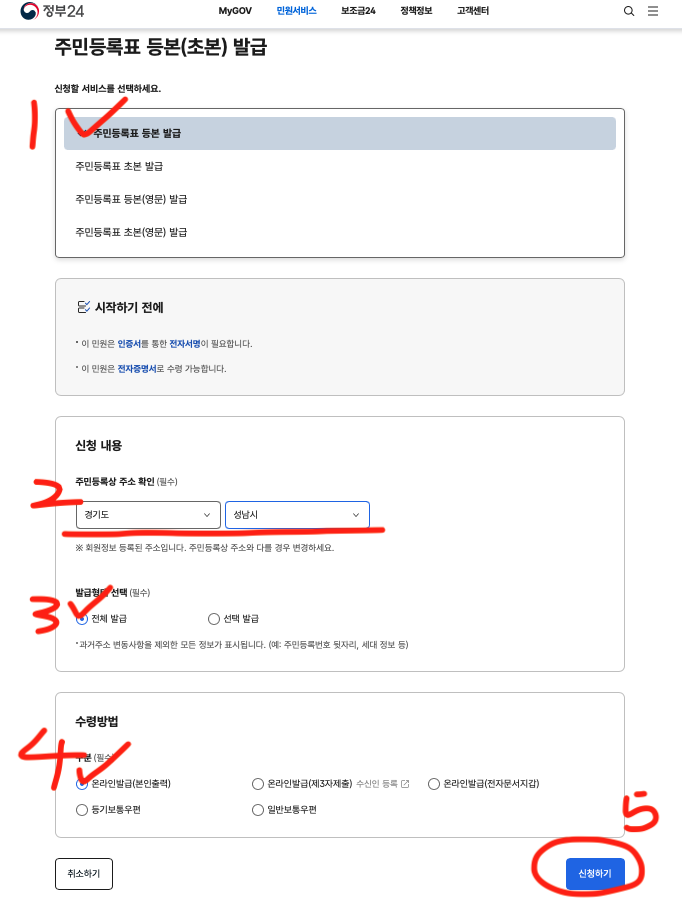 정부24 MyGOV 민원서비스 보조금24 정책정보 고객센터
주민등록표 등본(초본) 발급
신청할 서비스를 선택하세요.
1
주민등록표 등본 발급
주민등록표 초본 발급
주민등록표 등본(영문) 발급
주민등록표 초본(영문) 발급
시작하기 전에
• 이 민원은 인증서를 통한 전자서명이 필요합니다.
• 이 민원은 전자증명서로 수령 가능합니다.
신청 내용
주민등록상 주소 확인 (필수)
2
경기도 성남시
※ 회원정보 등록된 주소입니다. 주민등록상 주소와 다를 경우 변경하세요.
발급형태 선택 (필수)
3
전체 발급 선택 발급
*과거주소 변동사항을 제외한 모든 정보가 표시됩니다. (예: 주민등록번호 뒷자리, 세대 정보 등)
수령방법
4
구분 (필수)
온라인발급(본인출력) 온라인발급(제3자제출) 수신인 등록 온라인발급(전자문서지갑)
등기보통우편 일반보통우편
5
취소하기 신청하기